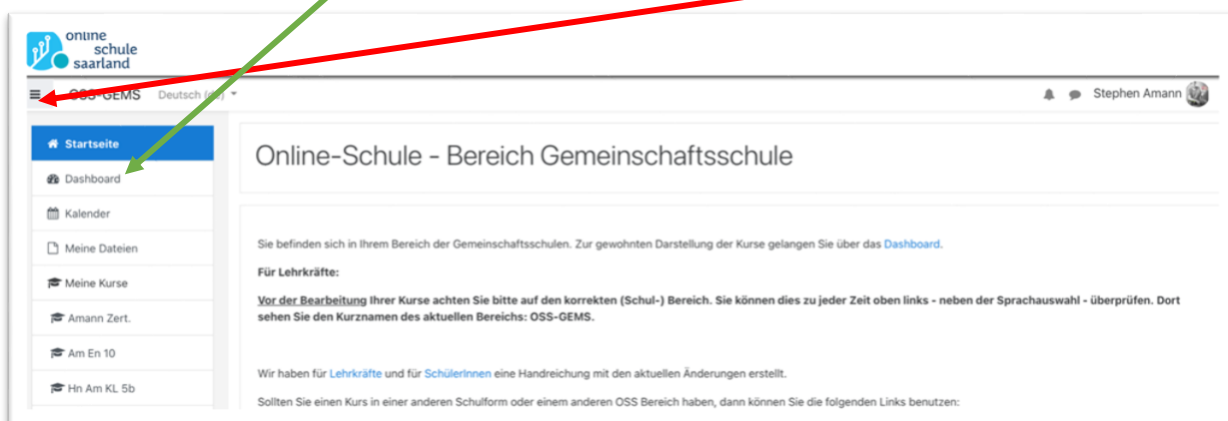 online
schule
saarland
OSS-GEMS Deutsch (de) Stephen Amann
Startseite
Dashboard
Kalender
Meine Dateien
Meine Kurse
Amann Zert.
Am En 10
Hn Am KL 5b
Online-Schule - Bereich Gemeinschaftsschule
Sie befinden sich in Ihrem Bereich der Gemeinschaftsschulen. Zur gewohnten Darstellung der Kurse gelangen Sie über das Dashboard.
Für Lehrkräfte:
Vor der Bearbeitung Ihrer Kurse achten Sie bitte auf den korrekten (Schul-) Bereich. Sie können dies zu jeder Zeit oben links - neben der Sprachauswahl - überprüfen. Dort
sehen Sie den Kurznamen des aktuellen Bereichs: OSS-GEMS.
Wir haben für Lehrkräfte und für SchülerInnen eine Handreichung mit den aktuellen Änderungen erstellt.
Sollten Sie einen Kurs in einer anderen Schulform oder einem anderen OSS Bereich haben, dann können Sie die folgenden Links benutzen: